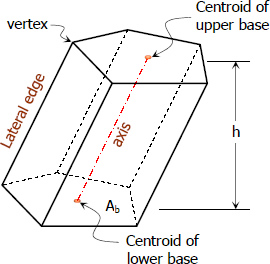 Centroid of
upper base
vertex
Lateral edge
axis
h
Ab
Centroid of
lower base